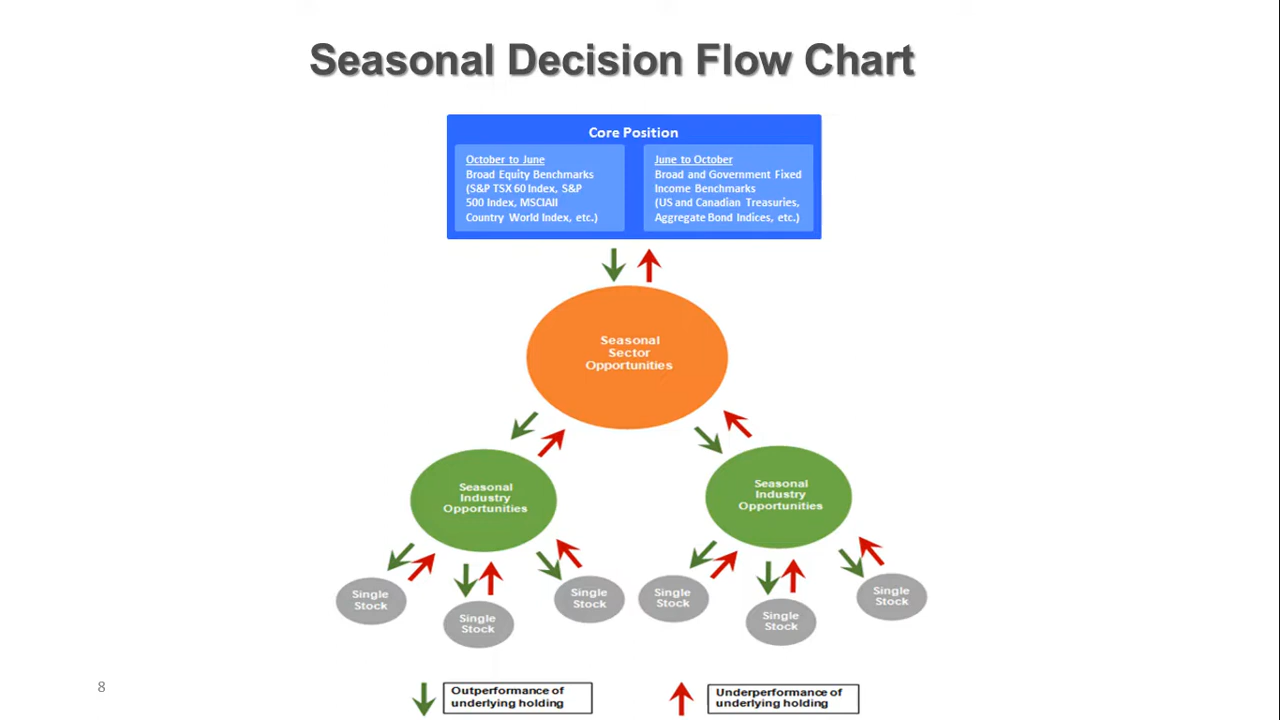 Seasonal Decision Flow Chart
Core Position
October to June
Broad Equity Benchmarks
(S&P TSX 60 Index, S&P
500 Index, MSCIAII
Country World Index, etc.)
June to October
Broad and Government Fixed
Income Benchmarks
(US and Canadian Treasuries,
Aggregate Bond Indices, etc.)
Seasonal
Sector
Opportunities
Seasonal
Industry
Opportunities
Seasonal
Industry
Opportunities
Single
Stock
Single
Stock
Single
Stock
Single
Stock
Single
Stock
Single
Stock
Outperformance of
underlying holding
Underperformance of
underlying holding
8